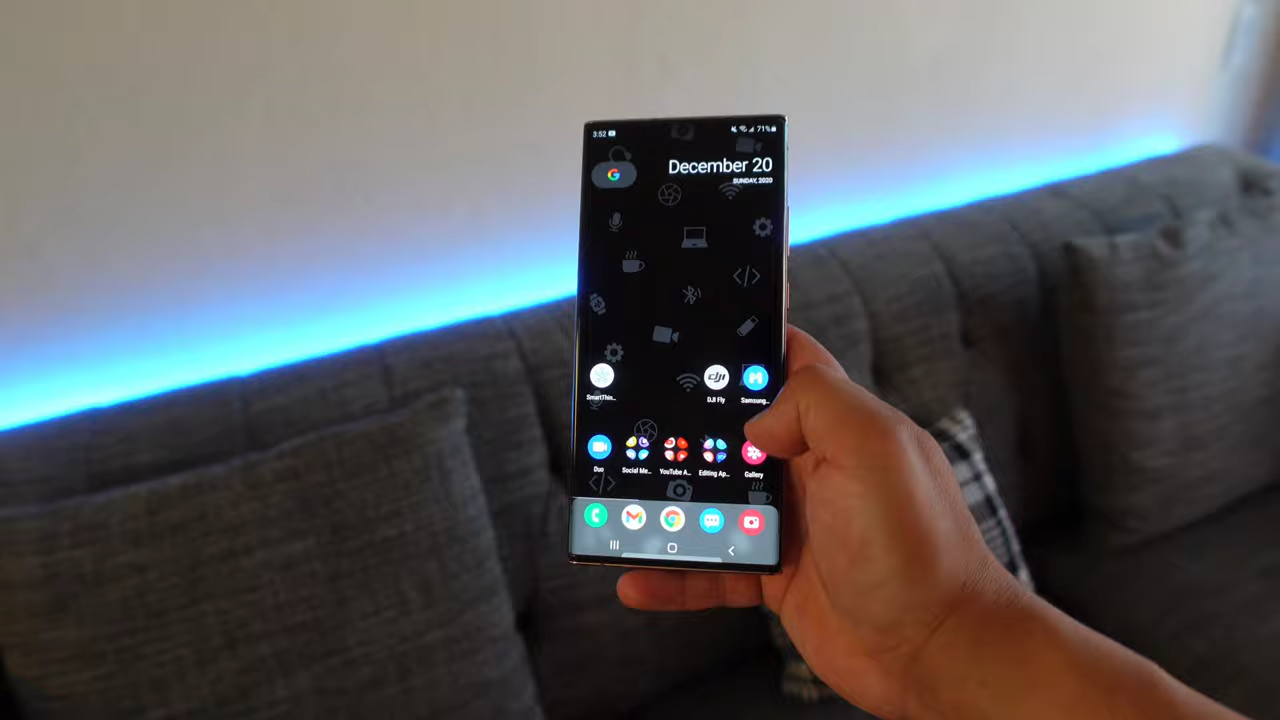 3:52
71%
December 20
SUNDAY, 2020
SmartThin...
DJI Fly
Samsung...
Duo
Social Me...
YouTube A...
Editing Ap...
Gallery